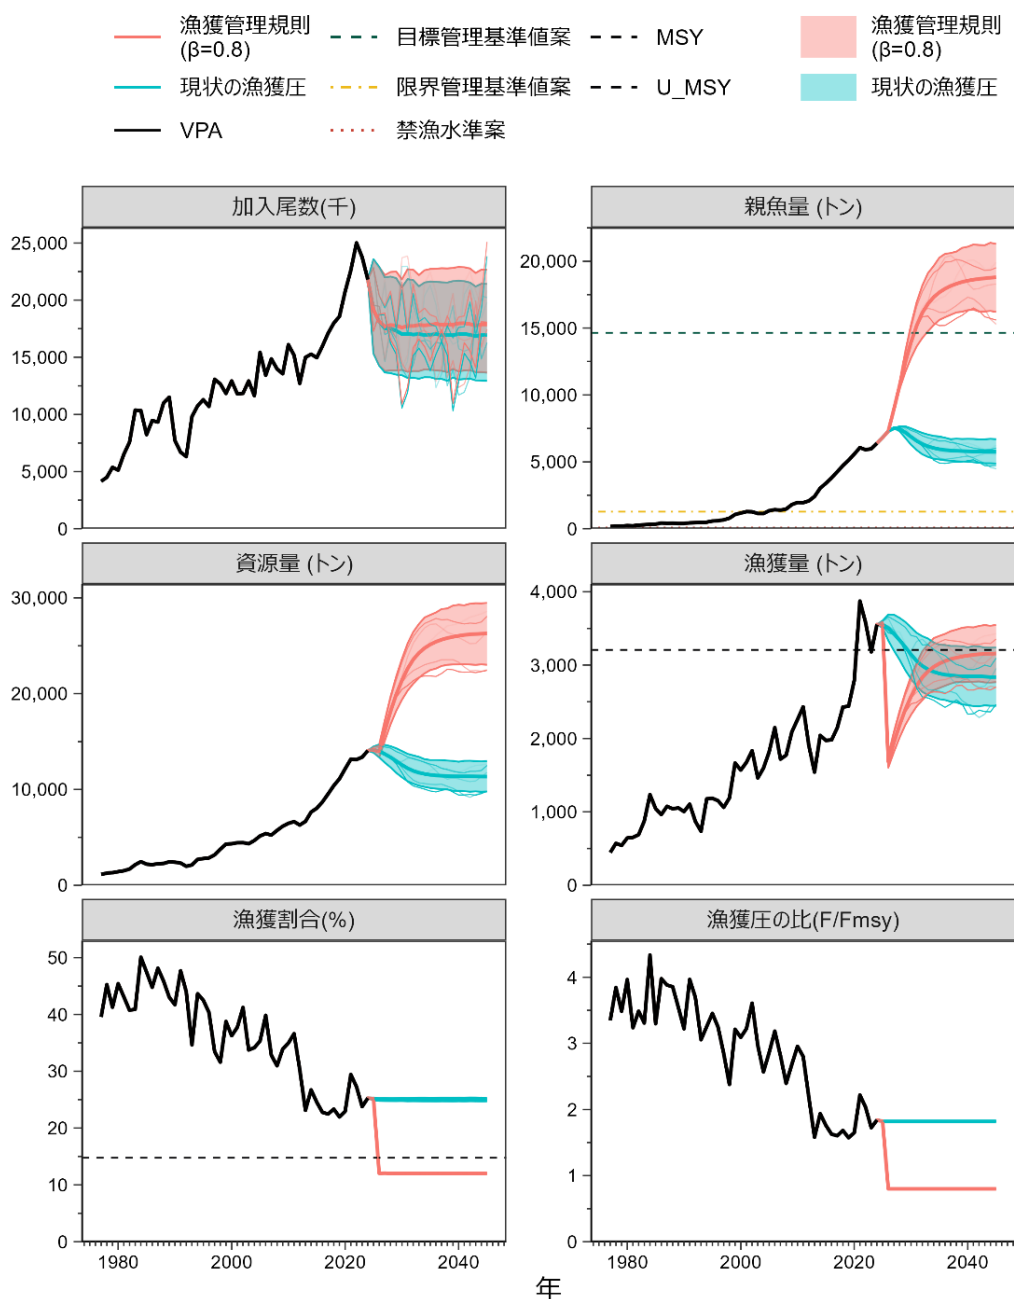 漁獲管理規則
(β=0.8)
目標管理基準値案
MSY
漁獲管理規則
(β=0.8)
現状の漁獲圧
限界管理基準値案
U_MSY
現状の漁獲圧
VPA
禁漁水準案
加入尾数(千)
25,000
20,000
15,000
10,000
5,000
0
親魚量 (トン)
20,000
15,000
10,000
5,000
0
資源量 (トン)
30,000
20,000
10,000
0
漁獲量 (トン)
4,000
3,000
2,000
1,000
0
漁獲割合(%)
50
40
30
20
10
0
1980 2000 2020 2040
漁獲圧の比(F/Fmsy)
4
3
2
1
0
1980 2000 2020 2040
年